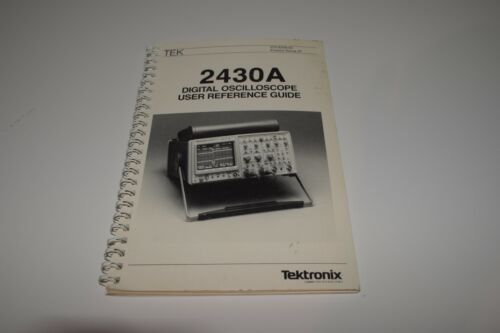 TEK
2430A
DIGITAL OSCILLOSCOPE
USER REFERENCE GUIDE
Tektronix